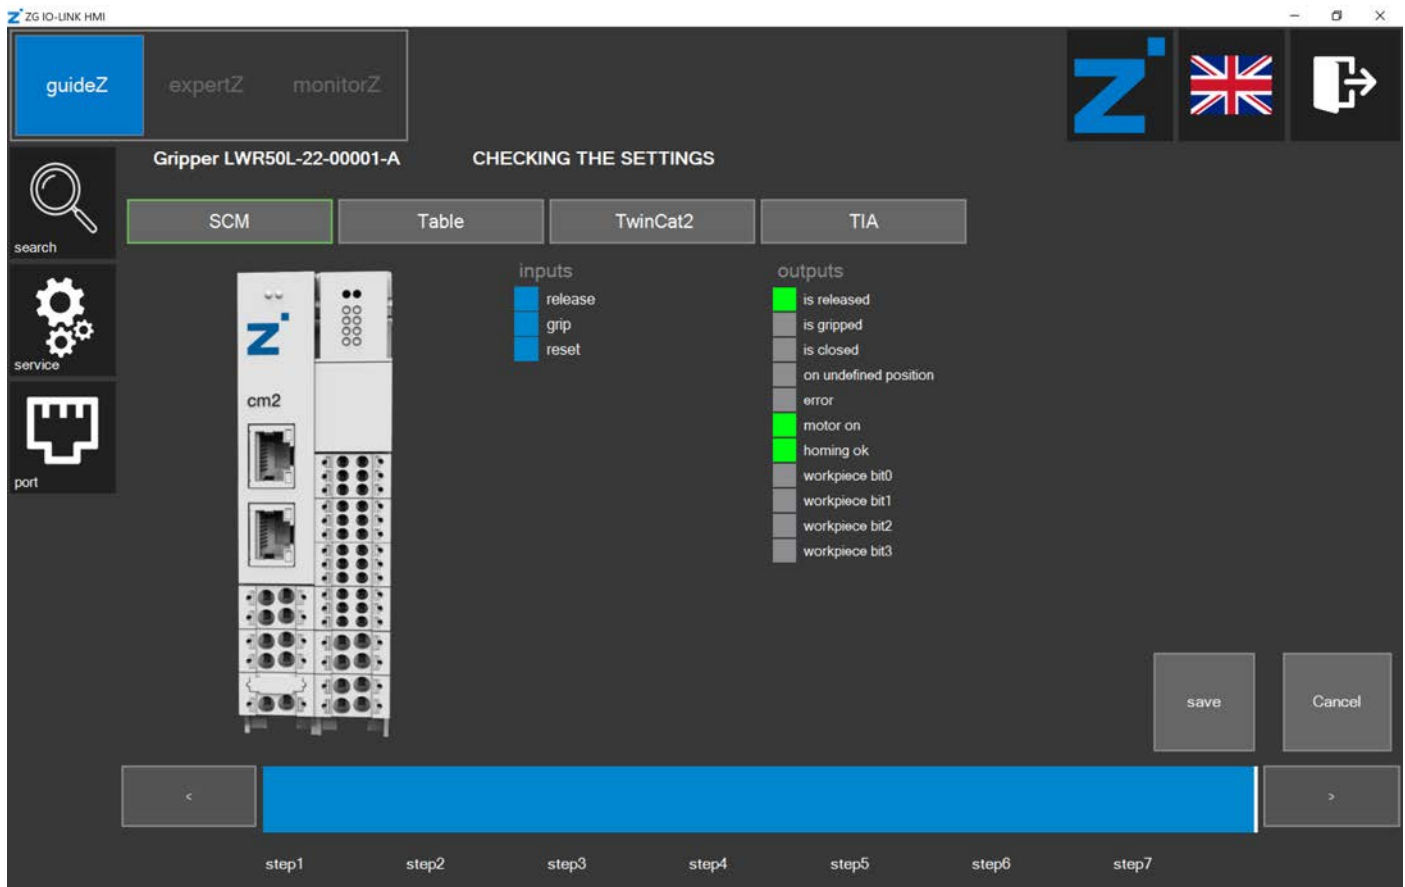 ZG IO-LINK HMI
guideZ expertZ monitorZ
Gripper LWR50L-22-00001-A CHECKING THE SETTINGS
search
SCM Table TwinCat2 TIA
service
port
Z
cm2
inputs
release
grip
reset
outputs
is released
is gripped
is closed
on undefined position
error
motor on
homing ok
workpiece bit0
workpiece bit1
workpiece bit2
workpiece bit3
save Cancel
< >
step1 step2 step3 step4 step5 step6 step7